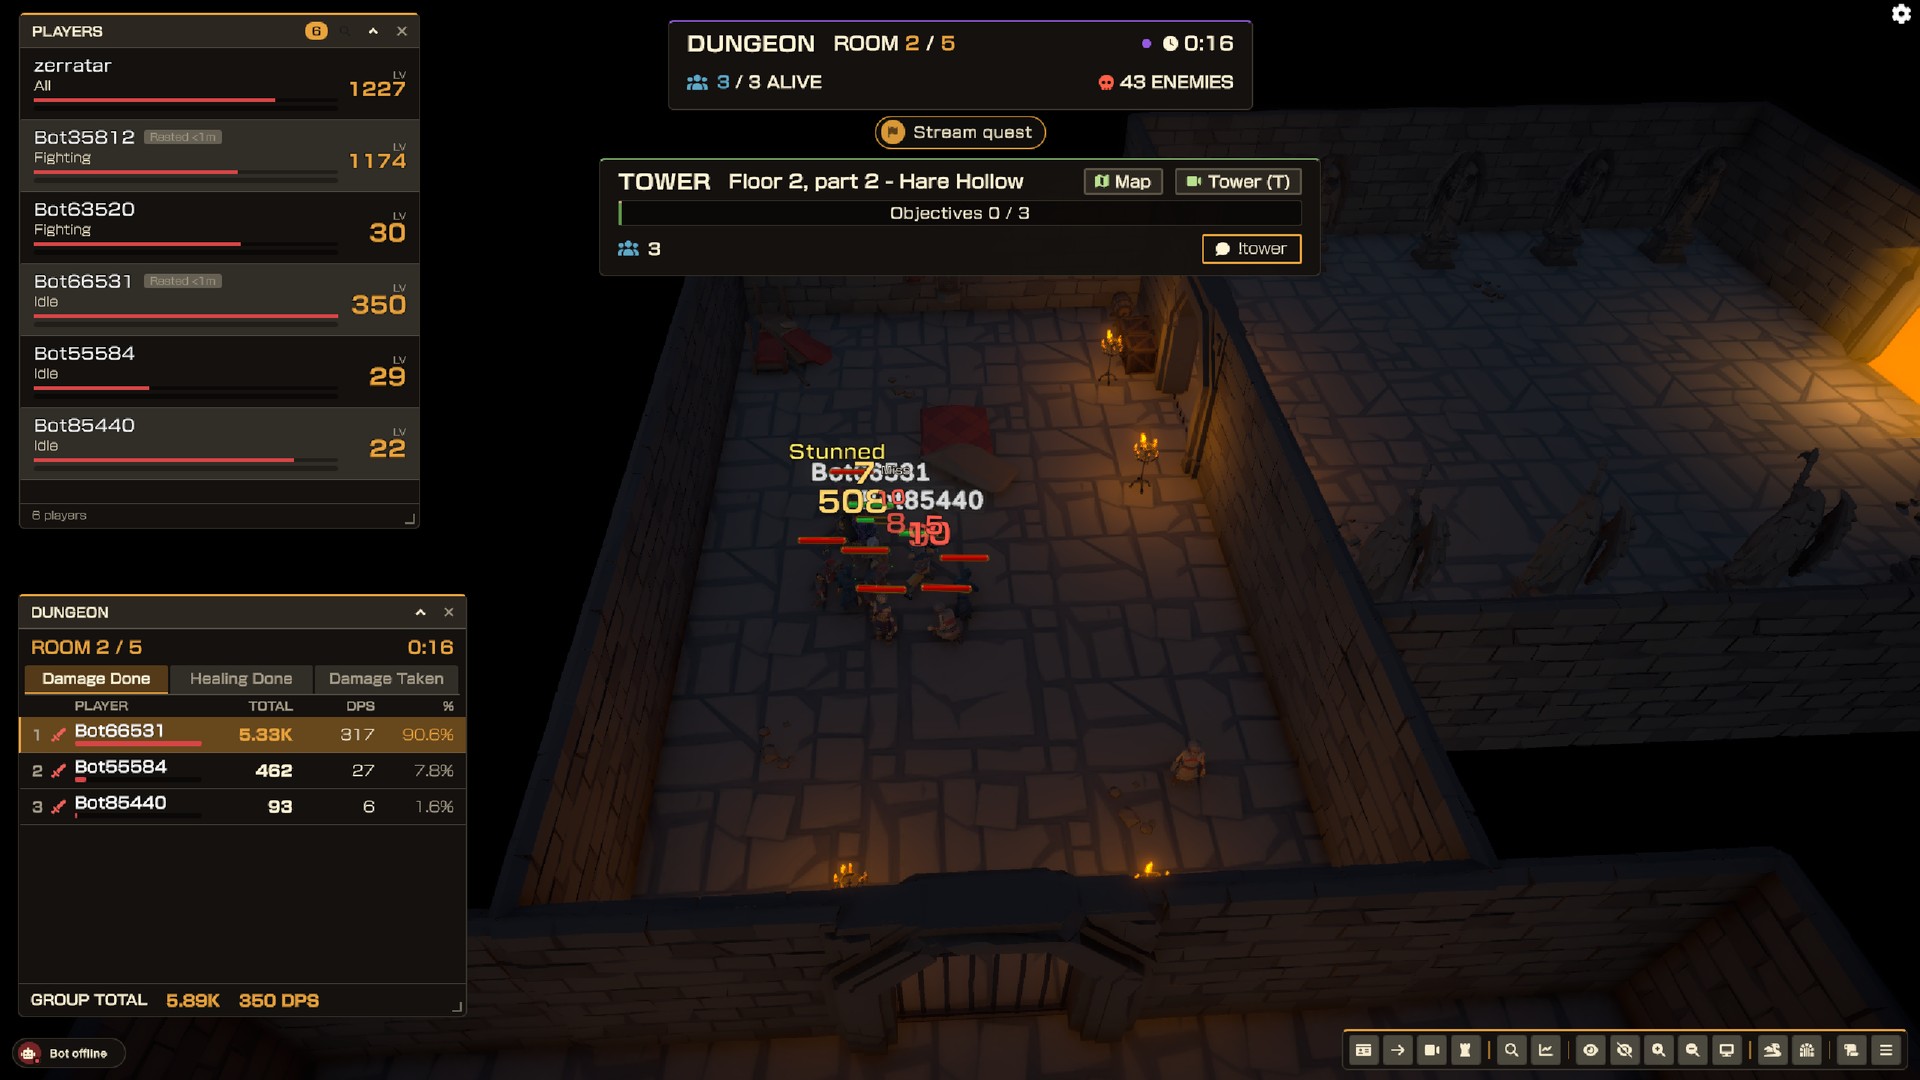 PLAYERS
6
zerratar
All
LV
1227
Bot35812
Rested <1m
Fighting
LV
1174
Bot63520
Fighting
LV
30
Bot66531
Rested <1m
Idle
LV
350
Bot55584
Idle
LV
29
Bot85440
Idle
LV
22
6 players
DUNGEON ROOM 2 / 5
0:16
3 / 3 ALIVE
43 ENEMIES
Stream quest
TOWER Floor 2, part 2 - Hare Hollow
Map
Tower (T)
Objectives 0 / 3
3
!tower
Stunned
7
508
85440
8
10
DUNGEON
ROOM 2 / 5
0:16
Damage Done
Healing Done
Damage Taken
PLAYER TOTAL DPS %
1 Bot66531 5.33K 317 90.6%
2 Bot55584 462 27 7.8%
3 Bot85440 93 6 1.6%
GROUP TOTAL 5.89K 350 DPS
Bot offline